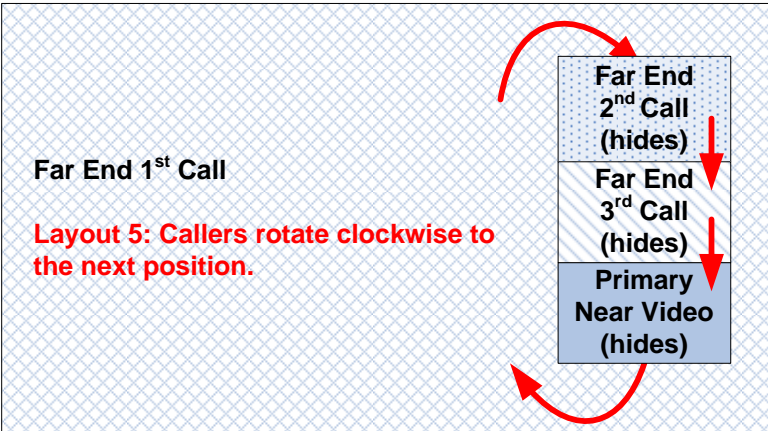 Far End 1st Call
Layout 5: Callers rotate clockwise to
the next position.
Far End
2nd Call
(hides)
Far End
3rd Call
(hides)
Primary
Near Video
(hides)